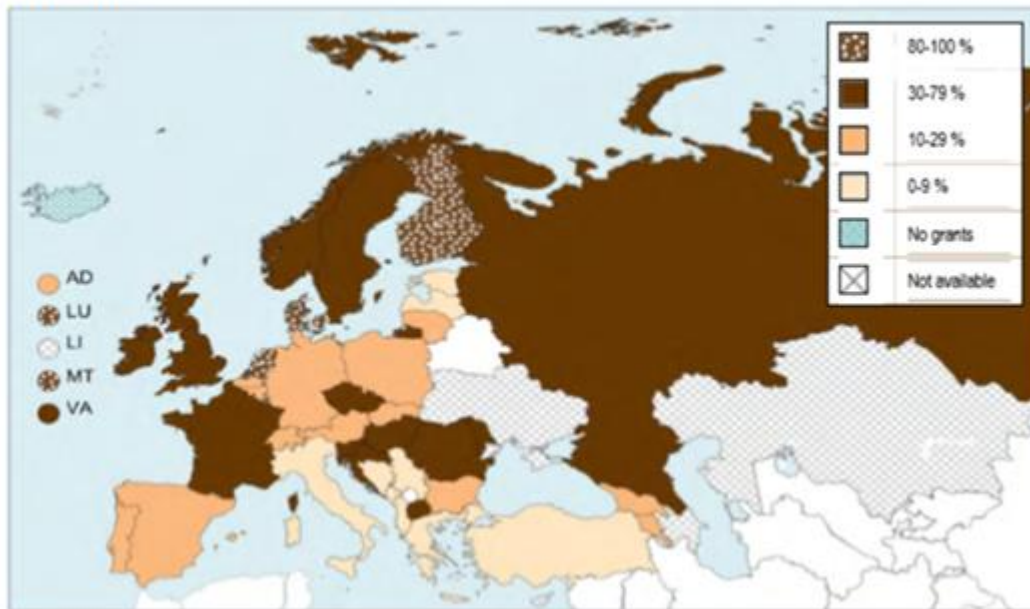 80-100 %
30-79 %
10-29 %
0-9 %
No grants
Not available
AD
LU
LI
MT
VA